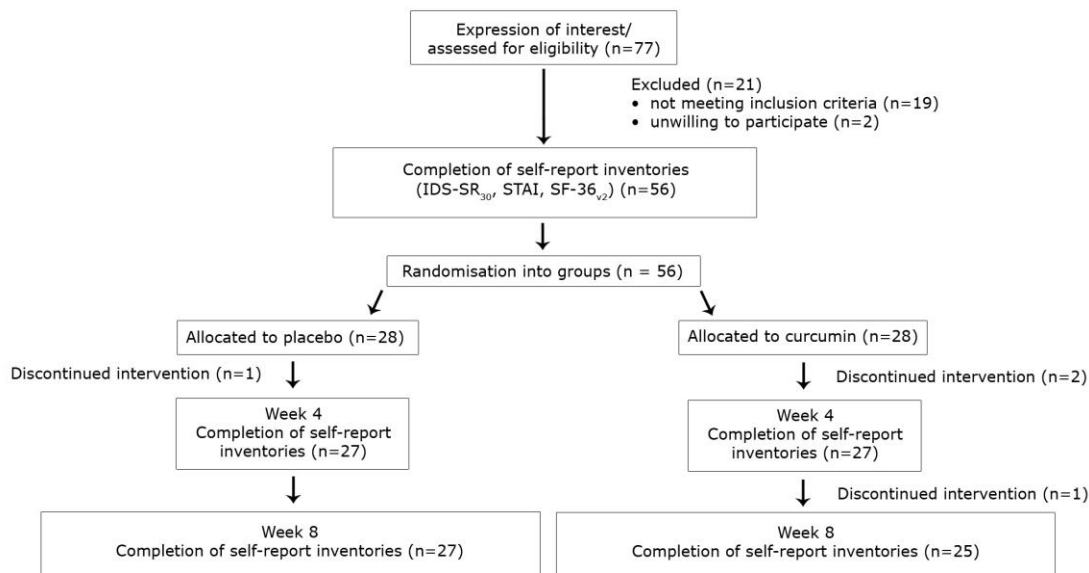 Expression of interest/
assessed for eligibility (n=77)
Excluded (n=21)
• not meeting inclusion criteria (n=19)
• unwilling to participate (n=2)
Completion of self-report inventories
(IDS-SR30, STAI, SF-36v2) (n=56)
Randomisation into groups (n = 56)
Allocated to placebo (n=28)
Allocated to curcumin (n=28)
Discontinued intervention (n=1)
Discontinued intervention (n=2)
Week 4
Completion of self-report
inventories (n=27)
Week 4
Completion of self-report
inventories (n=27)
Discontinued intervention (n=1)
Week 8
Completion of self-report inventories (n=27)
Week 8
Completion of self-report inventories (n=25)